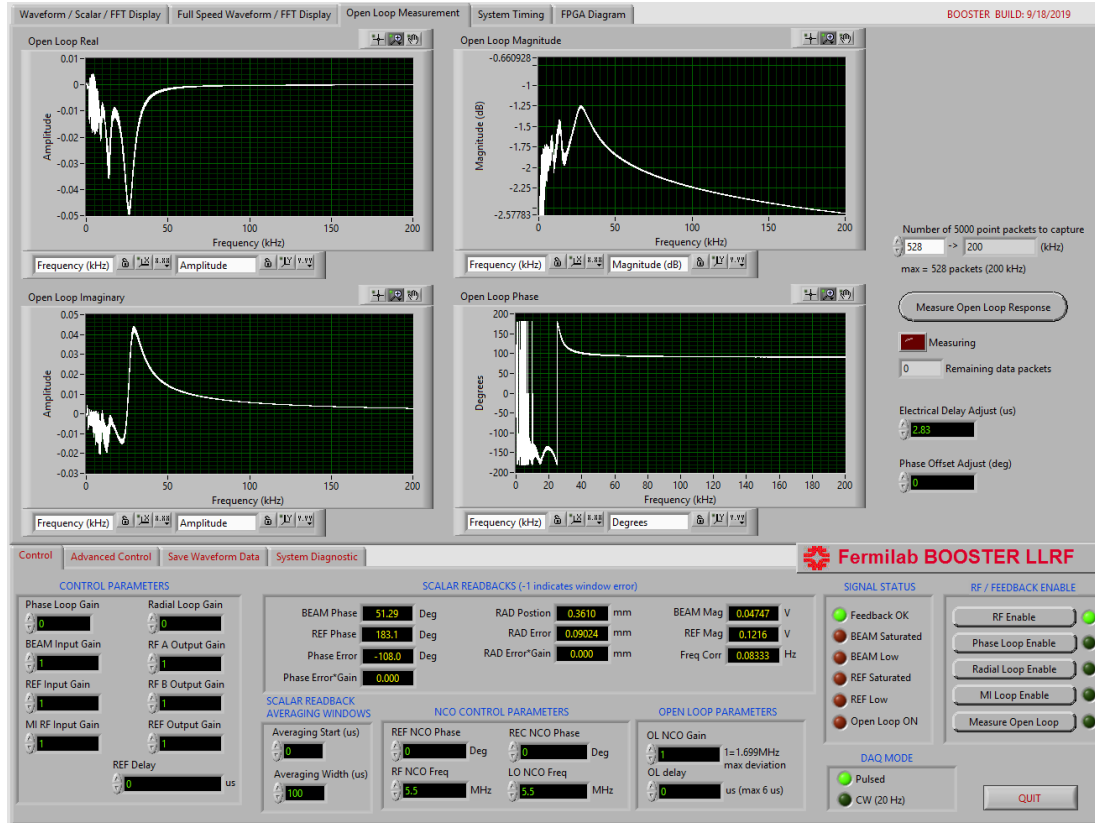 Waveform / Scalar / FFT Display Full Speed Waveform / FFT Display Open Loop Measurement System Timing FPGA Diagram BOOSTER BUILD: 9/18/2019
Open Loop Real
0.01
0
-0.01
-0.02
-0.03
-0.04
-0.05
Amplitude
0 50 100 150 200
Frequency (kHz)
Frequency (kHz) Amplitude
Open Loop Magnitude
-0.660928
-1
-1.25
-1.5
-1.75
-2
-2.25
-2.57783
Magnitude (dB)
0 50 100 150 200
Frequency (kHz)
Frequency (kHz) Magnitude (dB)
Open Loop Imaginary
0.05
0.04
0.03
0.02
0.01
0
-0.01
-0.02
-0.03
Amplitude
0 50 100 150 200
Frequency (kHz)
Frequency (kHz) Amplitude
Open Loop Phase
200
150
100
50
0
-50
-100
-150
-200
Degrees
0 20 40 60 80 100 120 140 160 180 200
Frequency (kHz)
Frequency (kHz) Degrees
Number of 5000 point packets to capture
528 -> 200 (kHz)
max = 528 packets (200 kHz)
Measure Open Loop Response
Measuring
0 Remaining data packets
Electrical Delay Adjust (us)
2.83
Phase Offset Adjust (deg)
0
Control Advanced Control Save Waveform Data System Diagnostic
Fermilab BOOSTER LLRF
CONTROL PARAMETERS
Phase Loop Gain Radial Loop Gain
0 0
BEAM Input Gain RF A Output Gain
1 1
REF Input Gain RF B Output Gain
1 1
MI RF Input Gain REF Output Gain
1 1
REF Delay
0 us
SCALAR READBACKS (-1 indicates window error)
BEAM Phase 51.29 Deg RAD Postion 0.3610 mm BEAM Mag 0.04747 V
REF Phase 183.1 Deg RAD Error 0.09024 mm REF Mag 0.1216 V
Phase Error -108.0 Deg RAD Error*Gain 0.000 mm Freq Corr 0.08333 Hz
Phase Error*Gain 0.000
SCALAR READBACK
AVERAGING WINDOWS
Averaging Start (us)
0
Averaging Width (us)
100
NCO CONTROL PARAMETERS
REF NCO Phase REC NCO Phase
0 Deg 0 Deg
RF NCO Freq LO NCO Freq
5.5 MHz 5.5 MHz
OPEN LOOP PARAMETERS
OL NCO Gain
1 1=1.699MHz
max deviation
OL delay
0 us (max 6 us)
SIGNAL STATUS
Feedback OK
BEAM Saturated
BEAM Low
REF Saturated
REF Low
Open Loop ON
DAQ MODE
Pulsed
CW (20 Hz)
RF / FEEDBACK ENABLE
RF Enable
Phase Loop Enable
Radial Loop Enable
MI Loop Enable
Measure Open Loop
QUIT